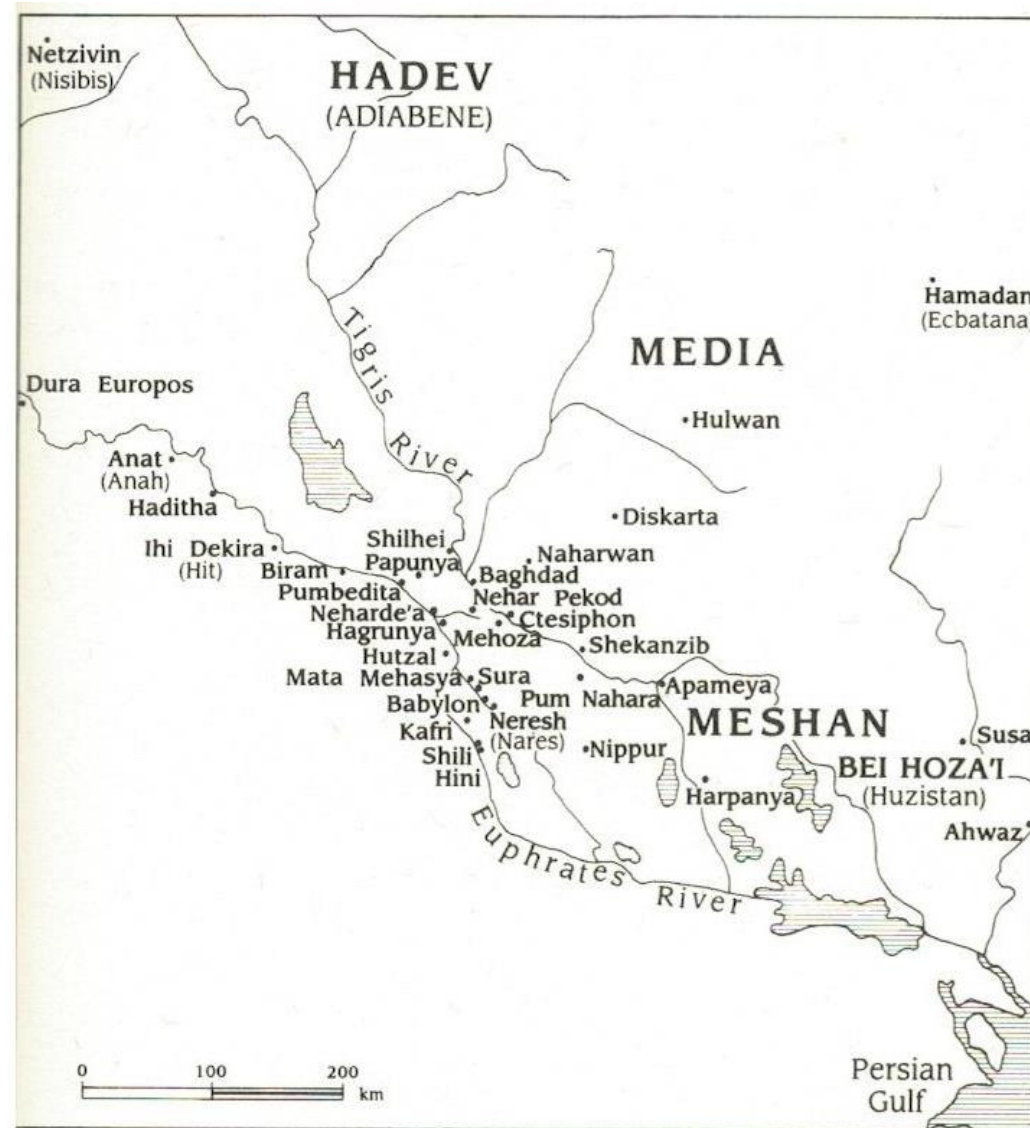 Netzivin
(Nisibis)
HADEV
(ADIABENE)
Tigris River
Hamadan
(Ecbatana)
MEDIA
Dura Europos
Hulwan
Anat
(Anah)
Haditha
Diskarta
Ihi Dekira
(Hit)
Shilhei
Papunya
Naharwan
Biram
Baghdad
Pumbedita
Nehar Pekod
Neharde'a
Ctesiphon
Hagrunya
Mehoza
Shekanzib
Hutzal
Mata Mehasya
Sura
Pum Nahara
Apameya
Babylon
Neresh
(Nares)
MESHAN
Kafri
Nippur
Susa
Shili
Hini
BEI HOZA'I
(Huzistan)
Harpanya
Ahwaz
Euphrates River
Persian
Gulf
0 100 200
km